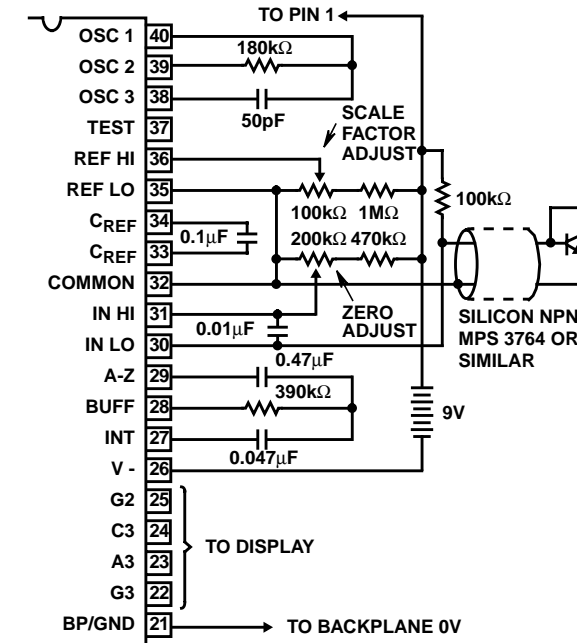 TO PIN 1
OSC 1 40
180kΩ
OSC 2 39
OSC 3 38
50pF
TEST 37
SCALE
FACTOR
ADJUST
REF HI 36
REF LO 35
100kΩ 1MΩ
100kΩ
CREF 34
0.1μF
200kΩ 470kΩ
CREF 33
COMMON 32
ZERO
ADJUST
IN HI 31
0.01μF
SILICON NPN
MPS 3764 OR
SIMILAR
IN LO 30
0.47μF
A-Z 29
390kΩ
BUFF 28
9V
INT 27
0.047μF
V - 26
G2 25
C3 24
TO DISPLAY
A3 23
G3 22
BP/GND 21
TO BACKPLANE 0V